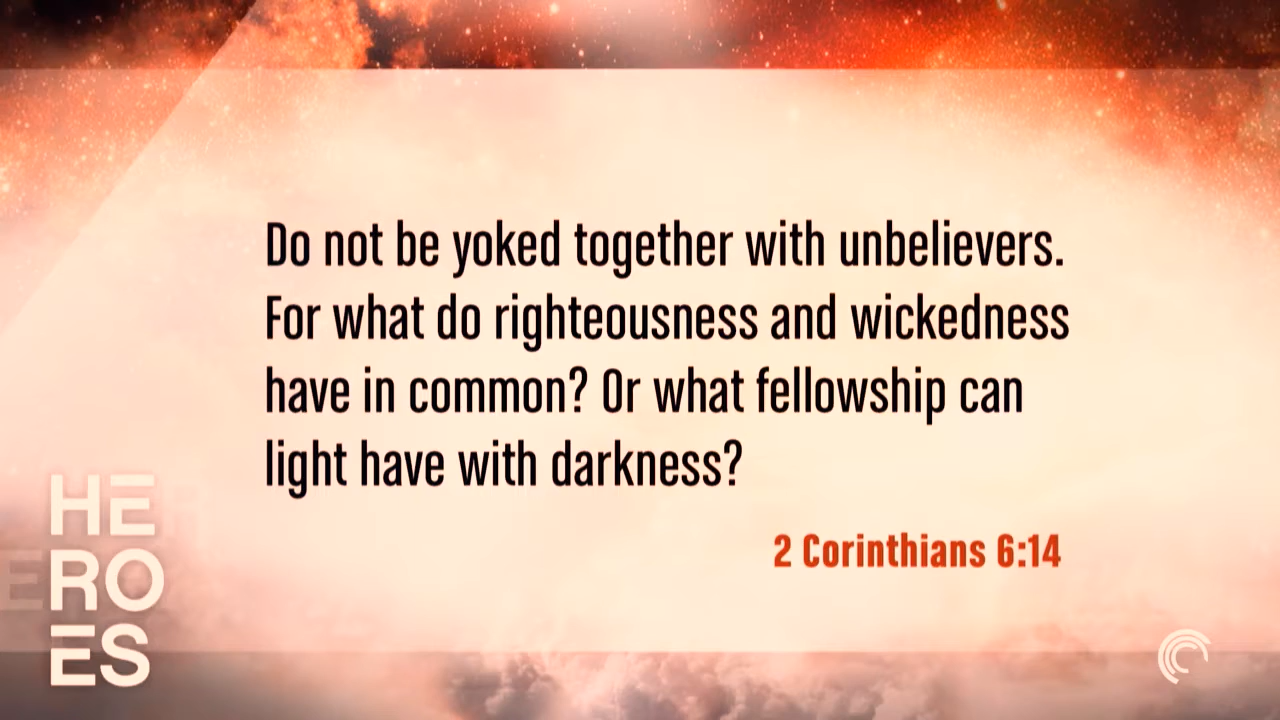 Do not be yoked together with unbelievers.
For what do righteousness and wickedness
have in common? Or what fellowship can
light have with darkness?
2 Corinthians 6:14
HE
RO
ES